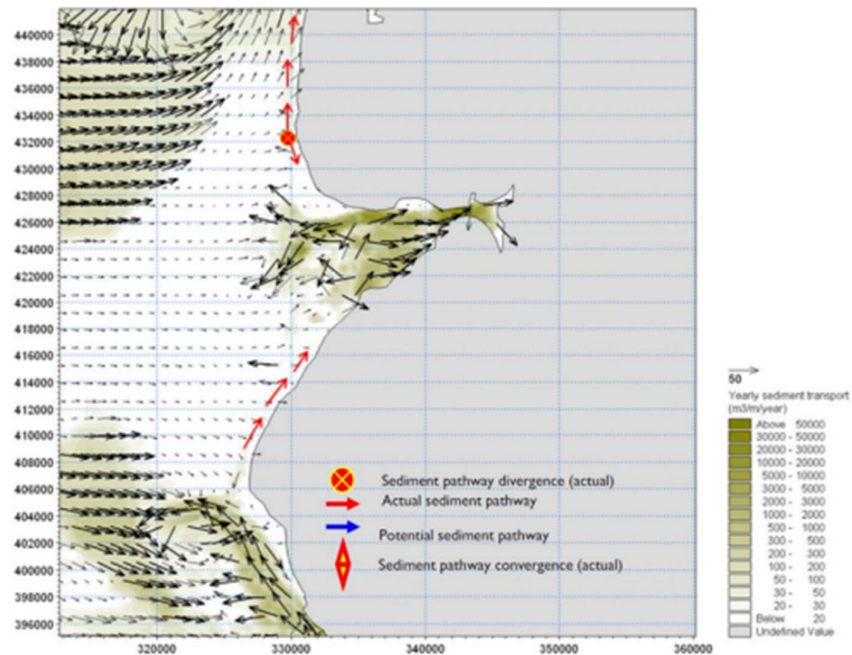 440000
438000
436000
434000
432000
430000
428000
426000
424000
422000
420000
418000
416000
414000
412000
410000
408000
406000
404000
402000
400000
398000
396000
320000 330000 340000 350000 360000
Sediment pathway divergence (actual)
Actual sediment pathway
Potential sediment pathway
Sediment pathway convergence (actual)
50
Yearly sediment transport
(m3/m/year)
Above 50000
30000 - 50000
20000 - 30000
10000 - 20000
5000 - 10000
3000 - 5000
2000 - 3000
1000 - 2000
500 - 1000
300 - 500
200 - 300
100 - 200
50 - 100
30 - 50
20 - 30
Below 20
Undefined Value